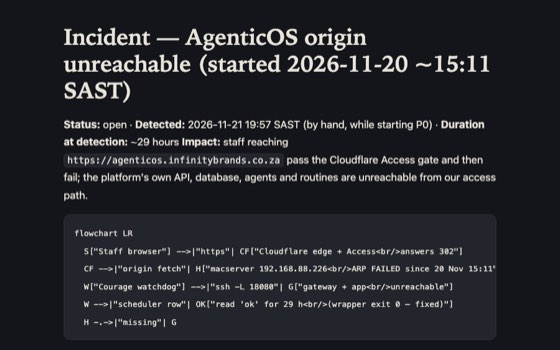 Incident — AgenticOS origin
unreachable (started 2026-11-20 ~15:11
SAST)
Status: open · Detected: 2026-11-21 19:57 SAST (by hand, while starting P0) · Duration
at detection: ~29 hours Impact: staff reaching
https://agenticos.infinitybrands.co.za pass the Cloudflare Access gate and then
fail; the platform's own API, database, agents and routines are unreachable from our access
path.
flowchart LR
S["Staff browser"] -->|"https"| CF["Cloudflare edge + Access<br/>answers 302"]
CF -->|"origin fetch"| H["macserver 192.168.88.226<br/>ARP FAILED since 20 Nov 15:11"
W["Courage watchdog"] -->|"ssh -L 18080"| G["gateway + app<br/>unreachable"]
W -->|"scheduler row"| OK["read 'ok' for 29 h<br/>(wrapper exit 0 — fixed)"]
H -.->|"missing"| G